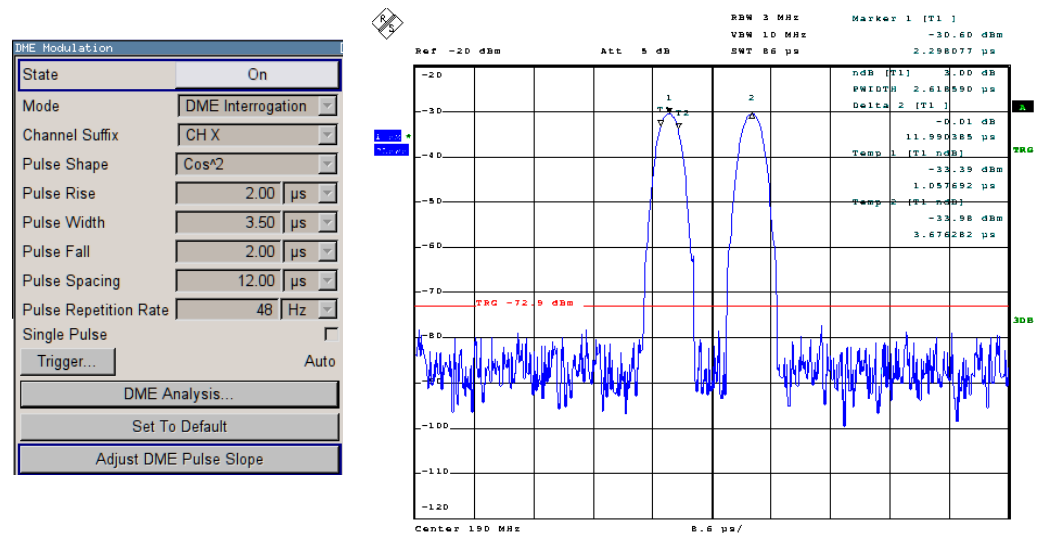 DME Modulation
State On
Mode DME Interrogation
Channel Suffix CH X
Pulse Shape Cos^2
Pulse Rise 2.00 µs
Pulse Width 3.50 µs
Pulse Fall 2.00 µs
Pulse Spacing 12.00 µs
Pulse Repetition Rate 48 Hz
Single Pulse
Trigger... Auto
DME Analysis...
Set To Default
Adjust DME Pulse Slope
R S
RBW 3 MHz Marker 1 [T1 ]
VBW 10 MHz -30.60 dBm
Ref -20 dBm Att 5 dB SWT 86 µs 2.298077 µs
-20 ndB [T1] 3.00 dB
PWIDTH 2.618590 µs
1 2 Delta 2 [T1 ]
-30 T2 A
-0.01 dB
11.990385 µs
-40 Temp 1 [T1 ndB] TRG
-33.39 dBm
1.057692 µs
-50 Temp 2 [T1 ndB]
-33.98 dBm
3.676282 µs
-60
-70
TRG -72.9 dBm
3DB
-80
-90
-100
-110
-120
Center 190 MHz 8.6 µs/